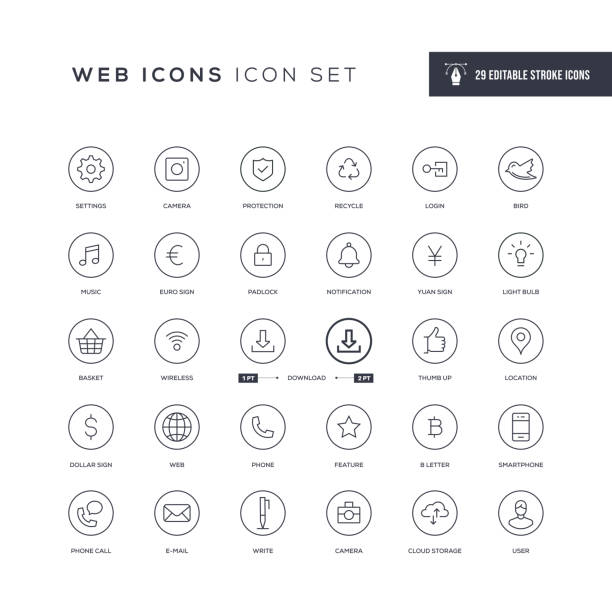 WEB ICONS ICON SET
29 EDITABLE STROKE ICONS
SETTINGS CAMERA PROTECTION RECYCLE LOGIN BIRD
MUSIC EURO SIGN PADLOCK NOTIFICATION YUAN SIGN LIGHT BULB
BASKET WIRELESS 1 PT DOWNLOAD 2 PT THUMB UP LOCATION
DOLLAR SIGN WEB PHONE FEATURE B LETTER SMARTPHONE
PHONE CALL E-MAIL WRITE CAMERA CLOUD STORAGE USER